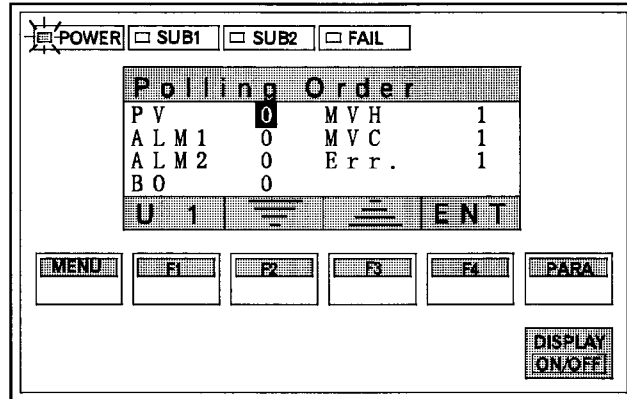 POWER SUB1 SUB2 FAIL
Polling Order
PV 0 MVH 1
ALM1 0 MVC 1
ALM2 0 Err. 1
BO 0
U 1 ENT
MENU F1 F2 F3 F4 PARA
DISPLAY
ON/OFF